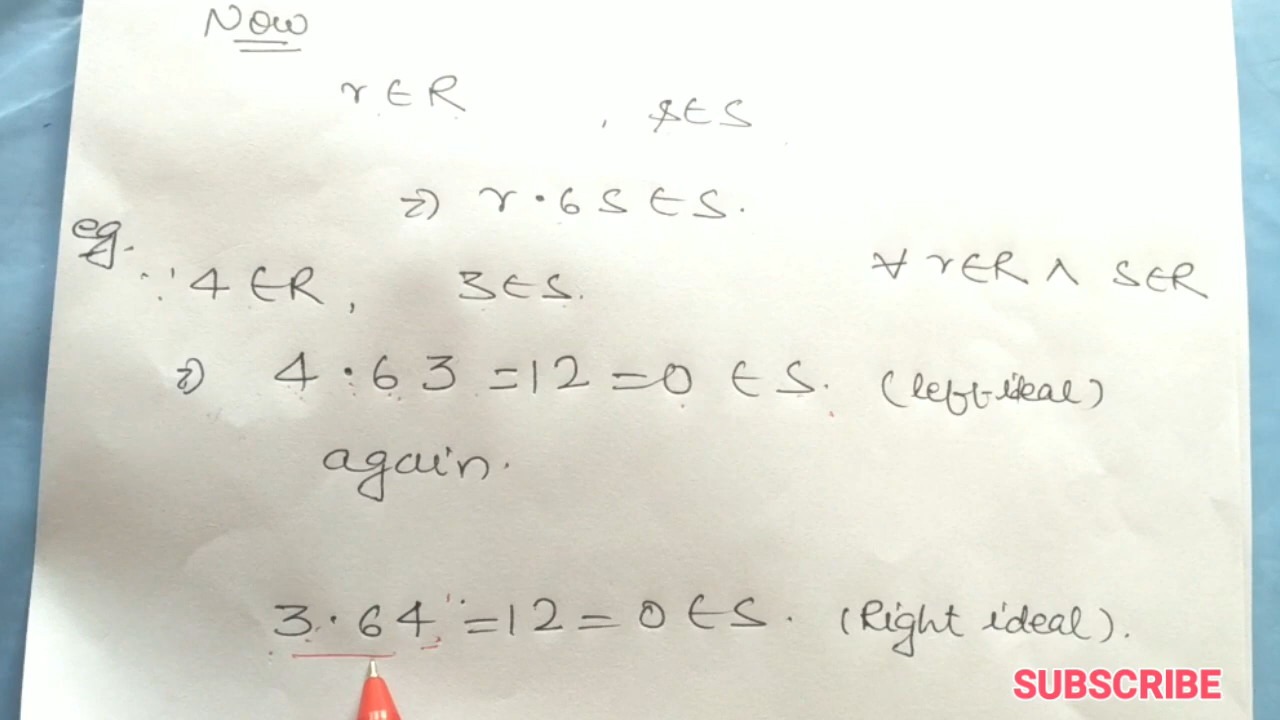 Now
r ∈ R , s ∈ S
⇒ r ·6 s ∈ S.
eg.
∀ r∈R ∧ S∈R
∵ 4 ∈ R, 3 ∈ S.
⇒ 4 ·6 3 = 12 = 0 ∈ S. (left ideal)
again.
3 ·6 4 = 12 = 0 ∈ S. (Right ideal).
SUBSCRIBE